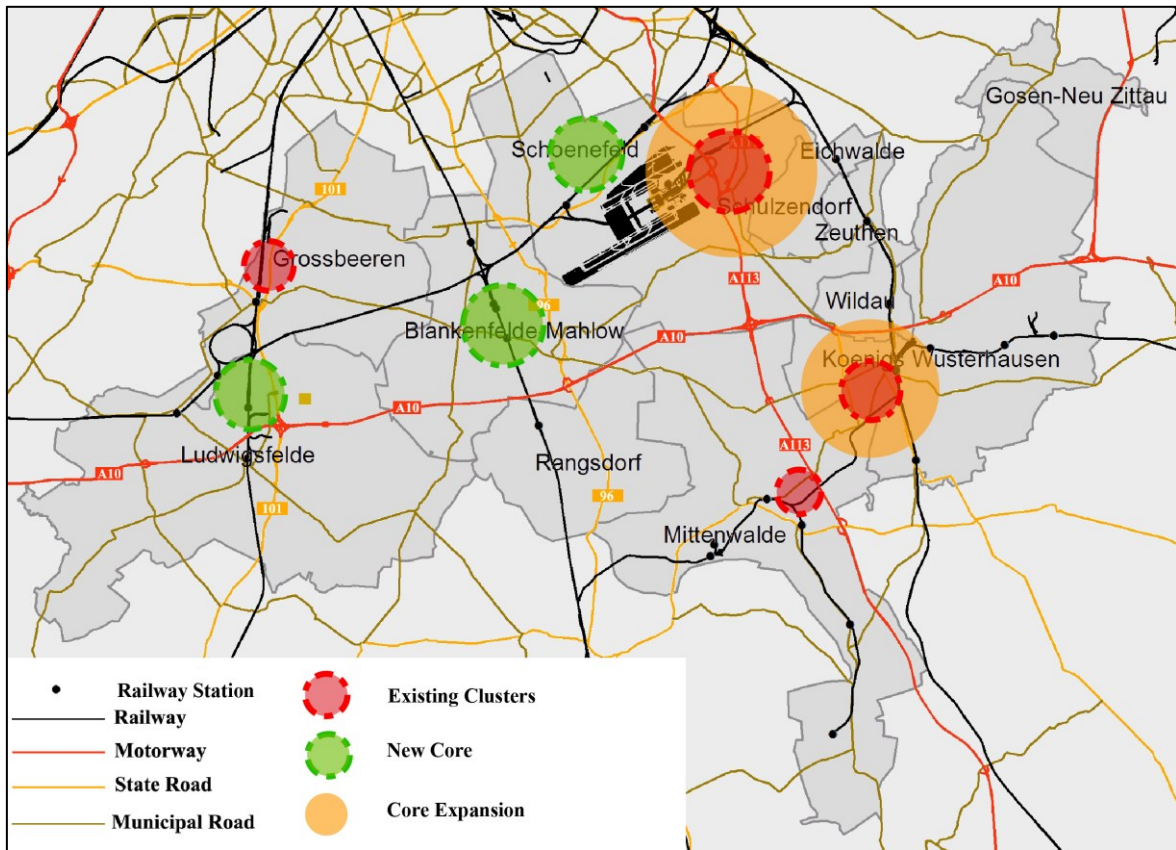 Gosen-Neu Zittau
Schoenefeld
Eichwalde
101
Schulzendorf
Zeuthen
Grossbeeren
A113
A10
Wildau
96
Blankenfelde Mahlow
A10
Koenigs Wusterhausen
A10
A113
Ludwigsfelde
Rangsdorf
A10
96
101
Mittenwalde
Railway Station
Railway
Motorway
State Road
Municipal Road
Existing Clusters
New Core
Core Expansion